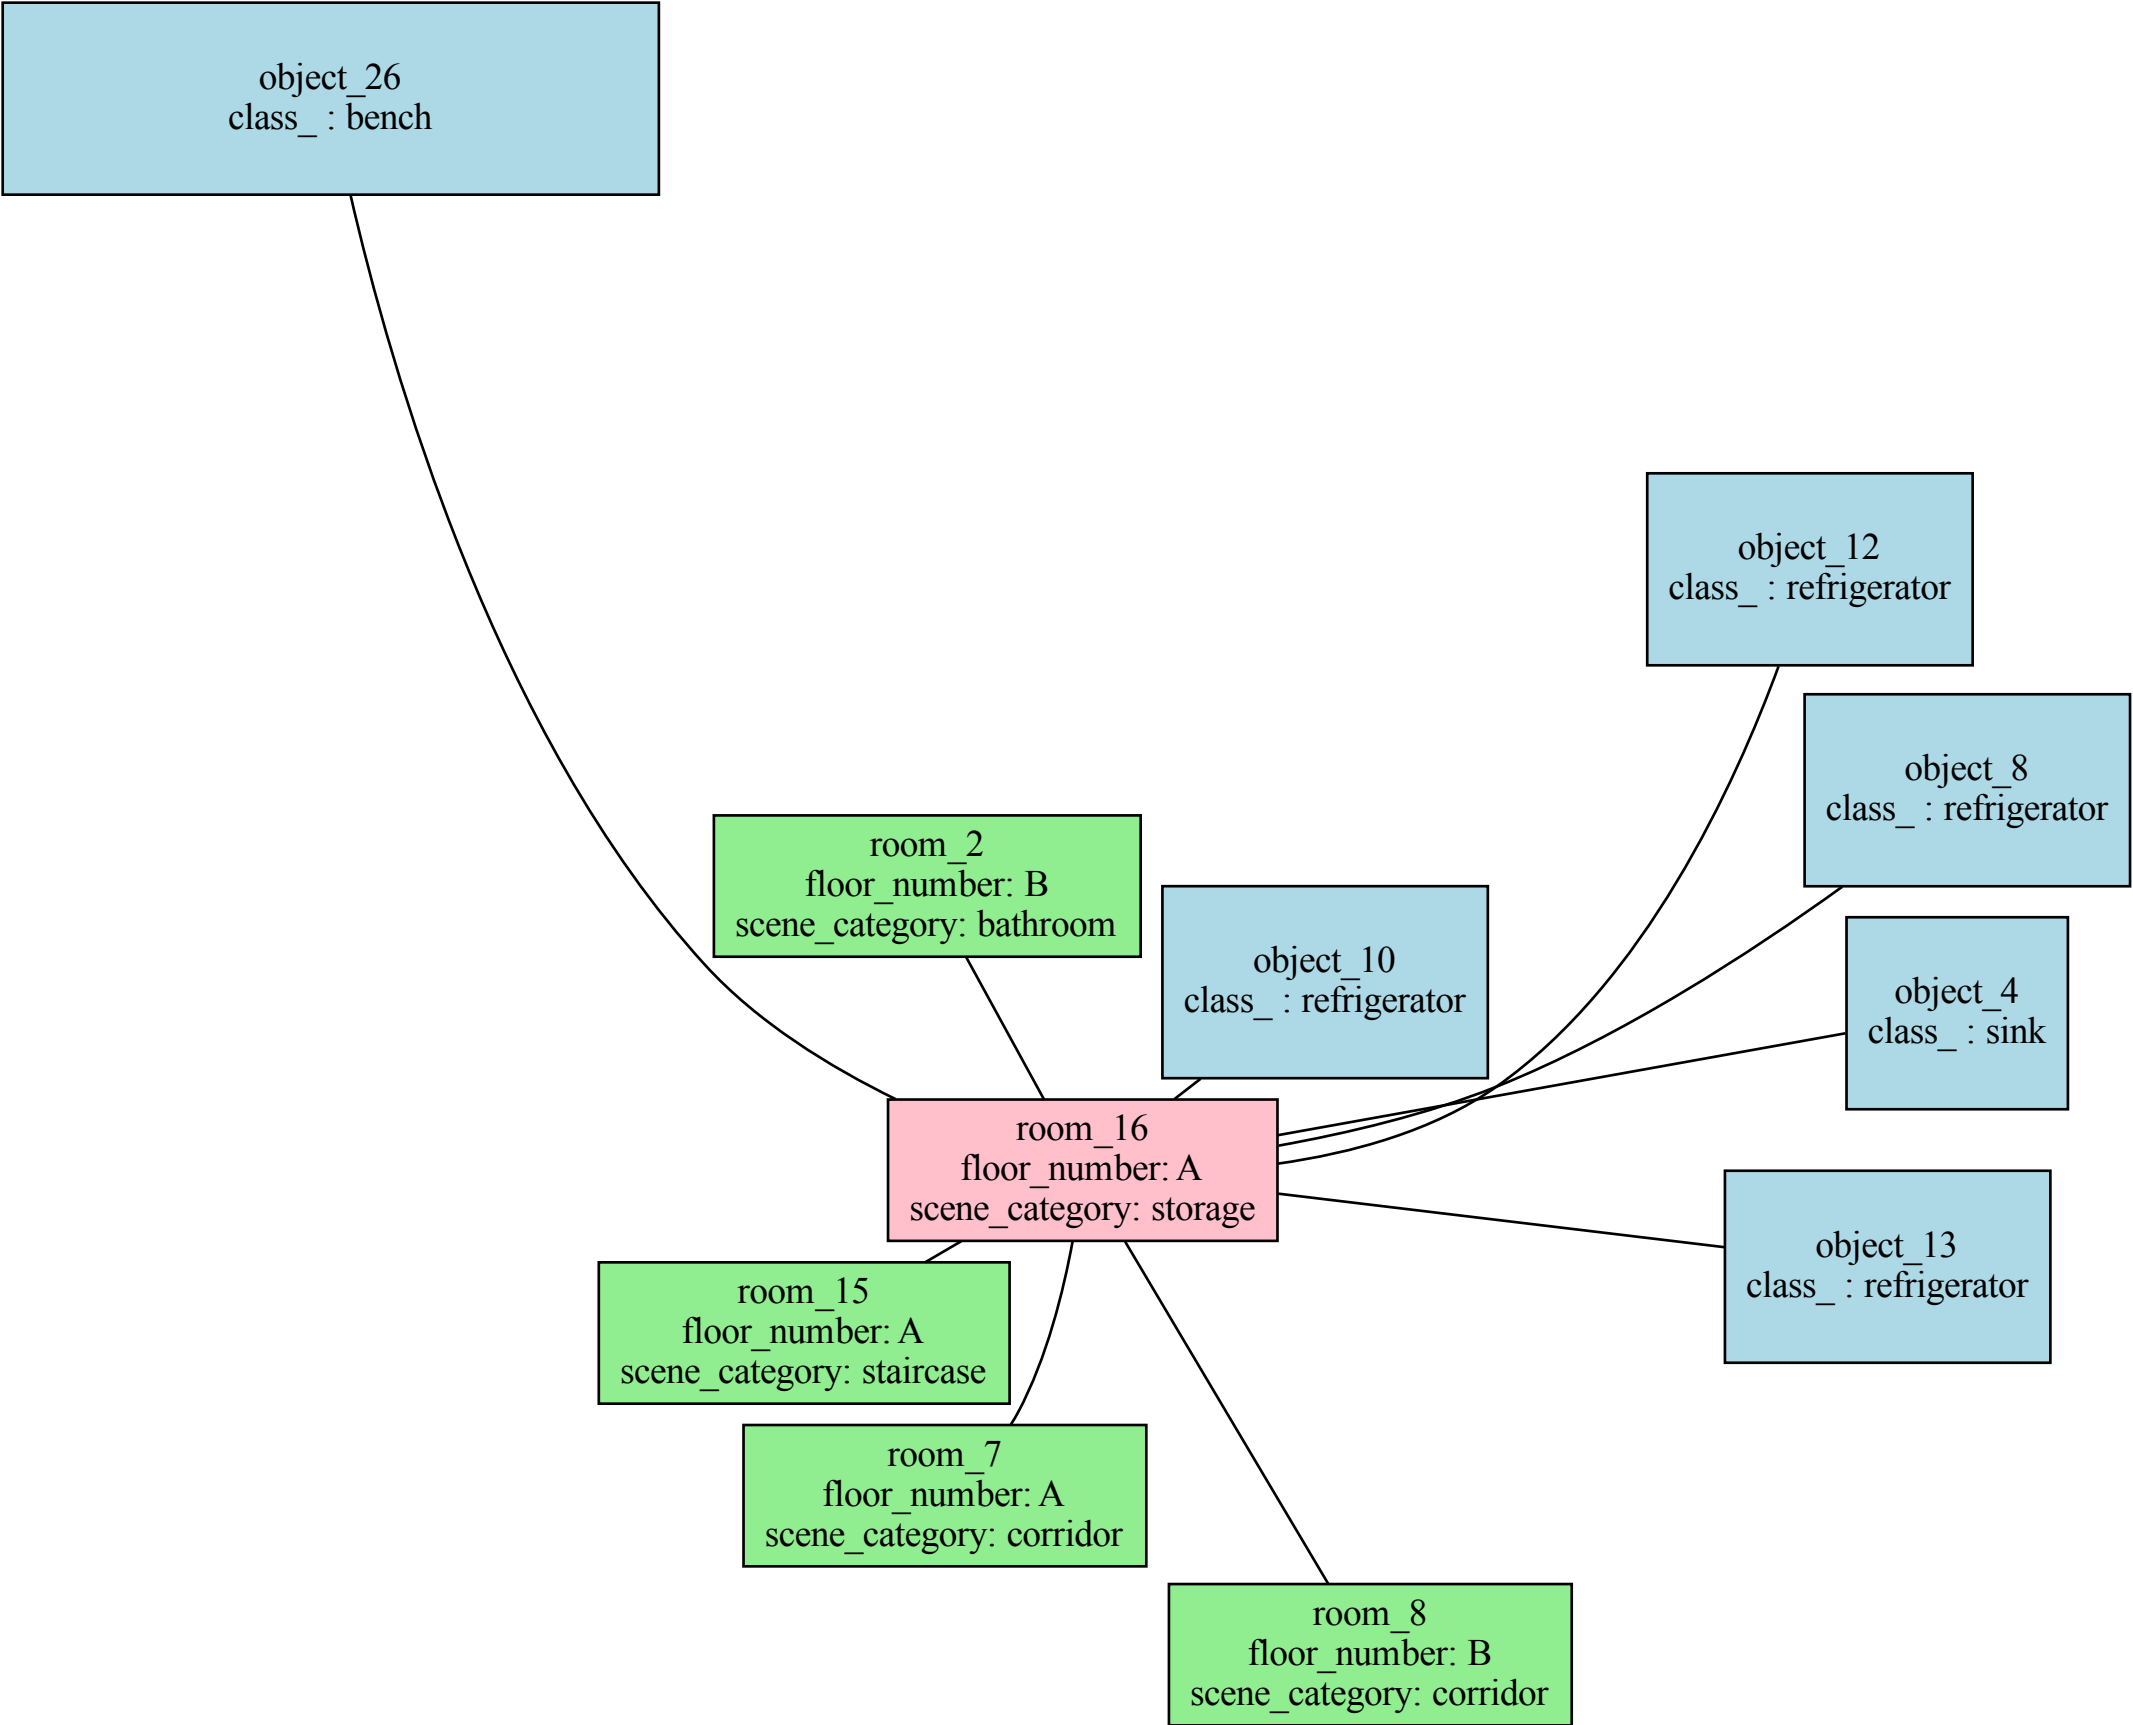 object_26
class_ : bench
object_12
class_ : refrigerator
object_8
class_ : refrigerator
room_2
floor_number: B
scene_category: bathroom
object_10
class_ : refrigerator
object_4
class_ : sink
room_16
floor_number: A
scene_category: storage
object_13
class_ : refrigerator
room_15
floor_number: A
scene_category: staircase
room_7
floor_number: A
scene_category: corridor
room_8
floor_number: B
scene_category: corridor